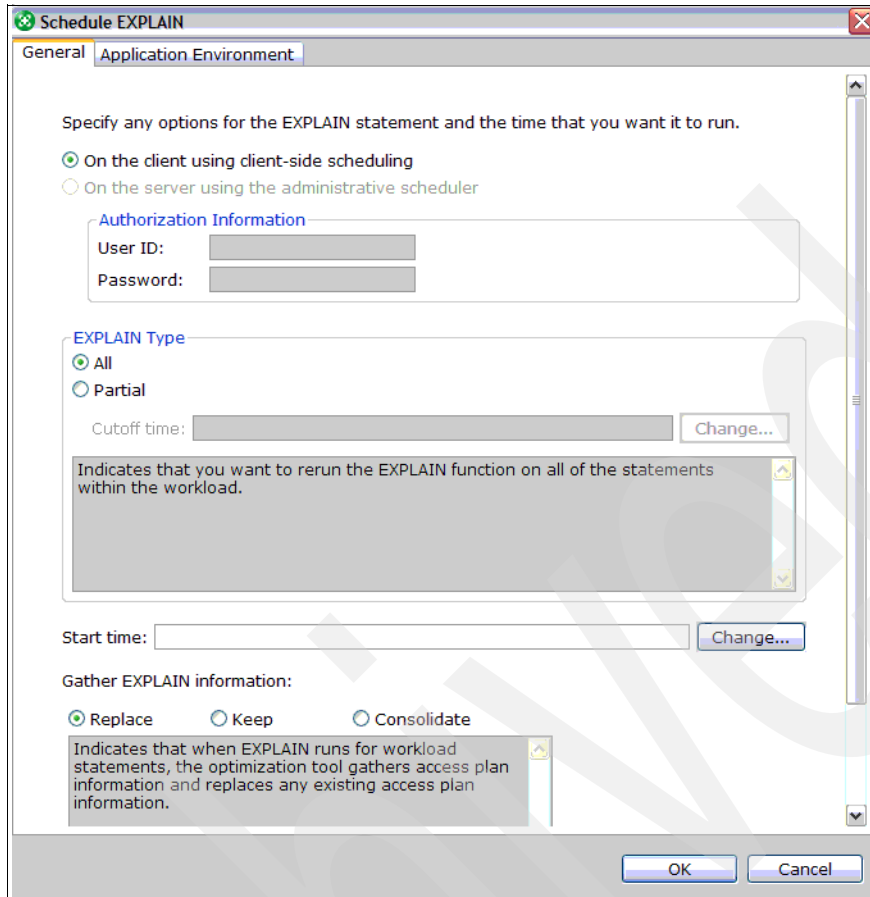 Schedule EXPLAIN
General Application Environment
Specify any options for the EXPLAIN statement and the time that you want it to run.
On the client using client-side scheduling
On the server using the administrative scheduler
Authorization Information
User ID:
Password:
EXPLAIN Type
All
Partial
Cutoff time: Change...
Indicates that you want to rerun the EXPLAIN function on all of the statements
within the workload.
Start time: Change...
Gather EXPLAIN information:
Replace Keep Consolidate
Indicates that when EXPLAIN runs for workload
statements, the optimization tool gathers access plan
information and replaces any existing access plan
information.
OK Cancel